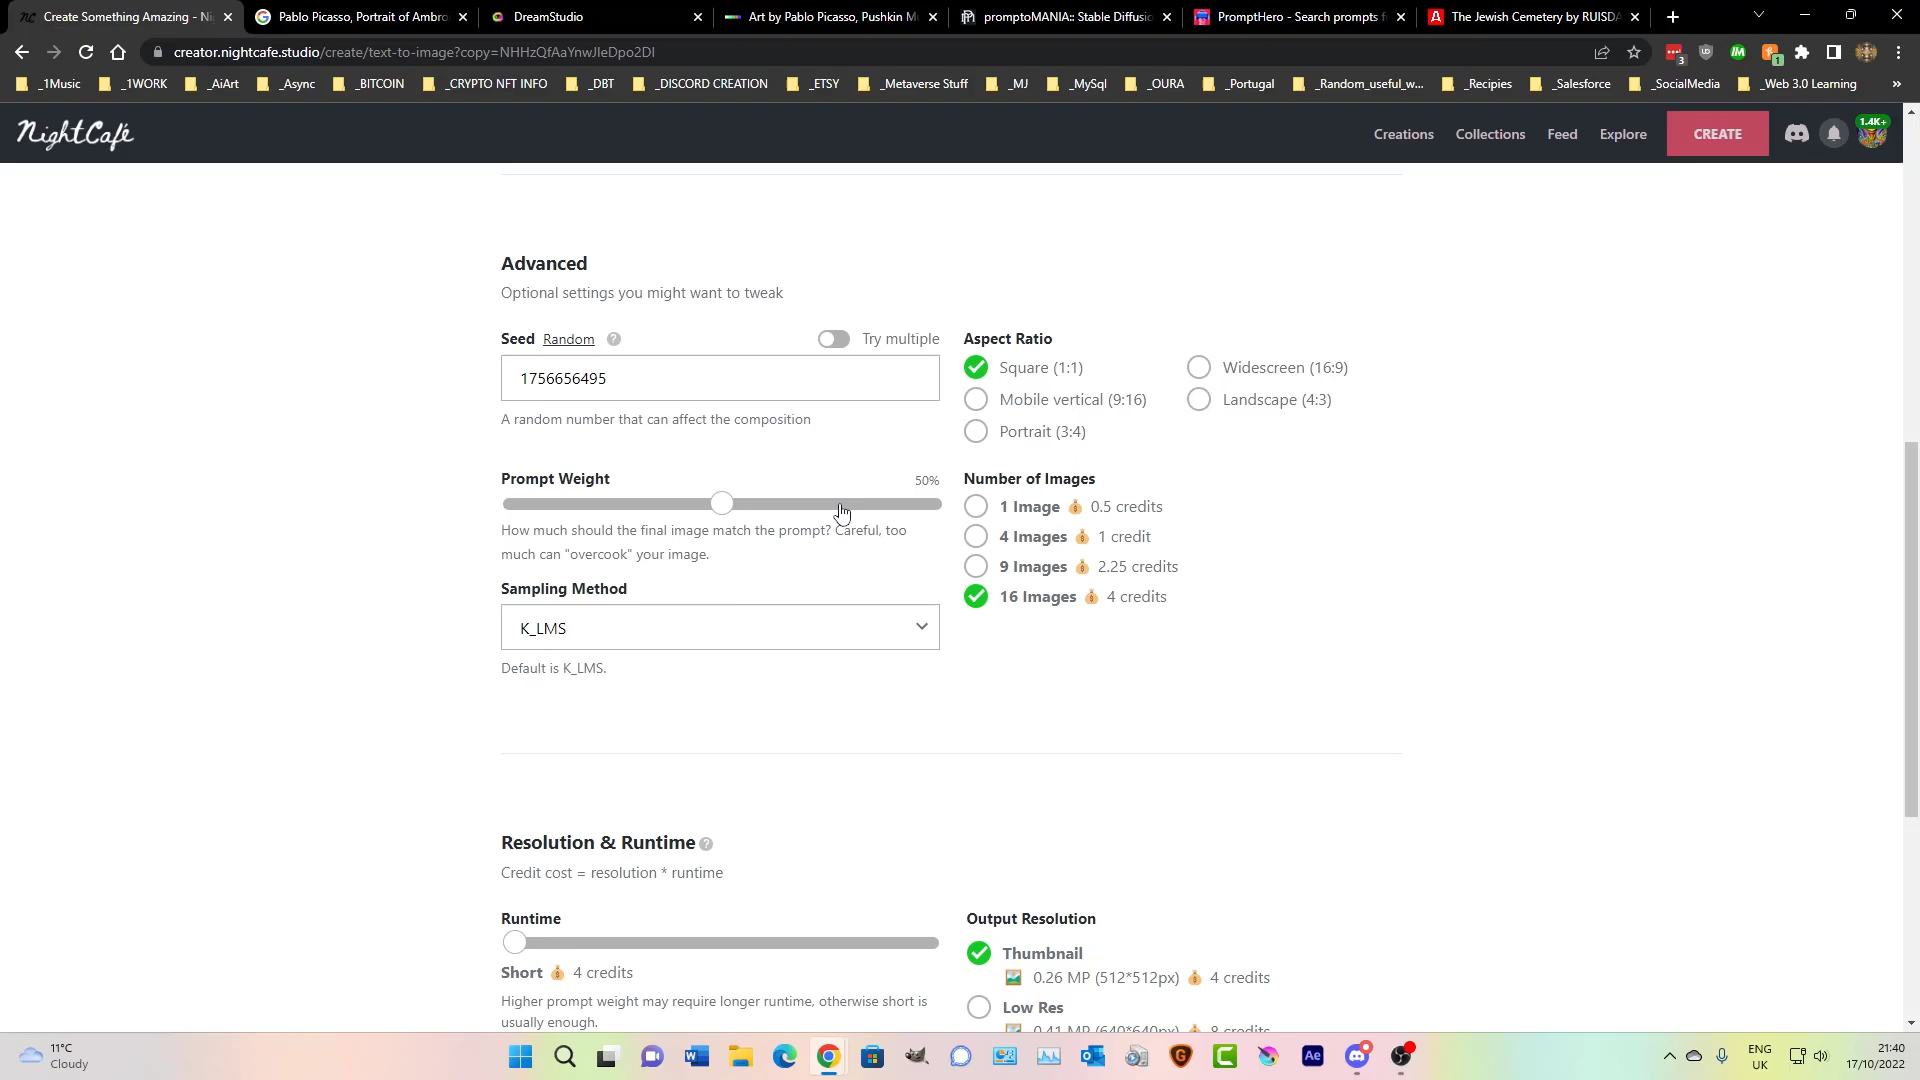 Create Something Amazing - Ni
Pablo Picasso, Portrait of Ambro
DreamStudio
Art by Pablo Picasso, Pushkin M
promptoMANIA:: Stable Diffusio
PromptHero - Search prompts f
The Jewish Cemetery by RUISDA
creator.nightcafe.studio/create/text-to-image?copy=NHHzQfAaYnwJleDpo2Dl
3
1
_1Music
_1WORK
_AiArt
_Async
_BITCOIN
_CRYPTO NFT INFO
_DBT
_DISCORD CREATION
_ETSY
_Metaverse Stuff
_MJ
_MySql
_OURA
_Portugal
_Random_useful_w...
_Recipies
_Salesforce
_SocialMedia
_Web 3.0 Learning
»
NightCafé
Creations
Collections
Feed
Explore
CREATE
1.4K+
Advanced
Optional settings you might want to tweak
Seed Random ?
Try multiple
1756656495
A random number that can affect the composition
Aspect Ratio
Square (1:1)
Widescreen (16:9)
Mobile vertical (9:16)
Landscape (4:3)
Portrait (3:4)
Prompt Weight
50%
How much should the final image match the prompt? Careful, too
much can "overcook" your image.
Number of Images
1 Image 0.5 credits
4 Images 1 credit
9 Images 2.25 credits
16 Images 4 credits
Sampling Method
K_LMS
Default is K_LMS.
Resolution & Runtime ?
Credit cost = resolution * runtime
Runtime
Short 4 credits
Higher prompt weight may require longer runtime, otherwise short is
usually enough.
Output Resolution
Thumbnail
0.26 MP (512*512px) 4 credits
Low Res
0.41 MP (640*640px) 8 credits
11°C
Cloudy
ENG
UK
21:40
17/10/2022